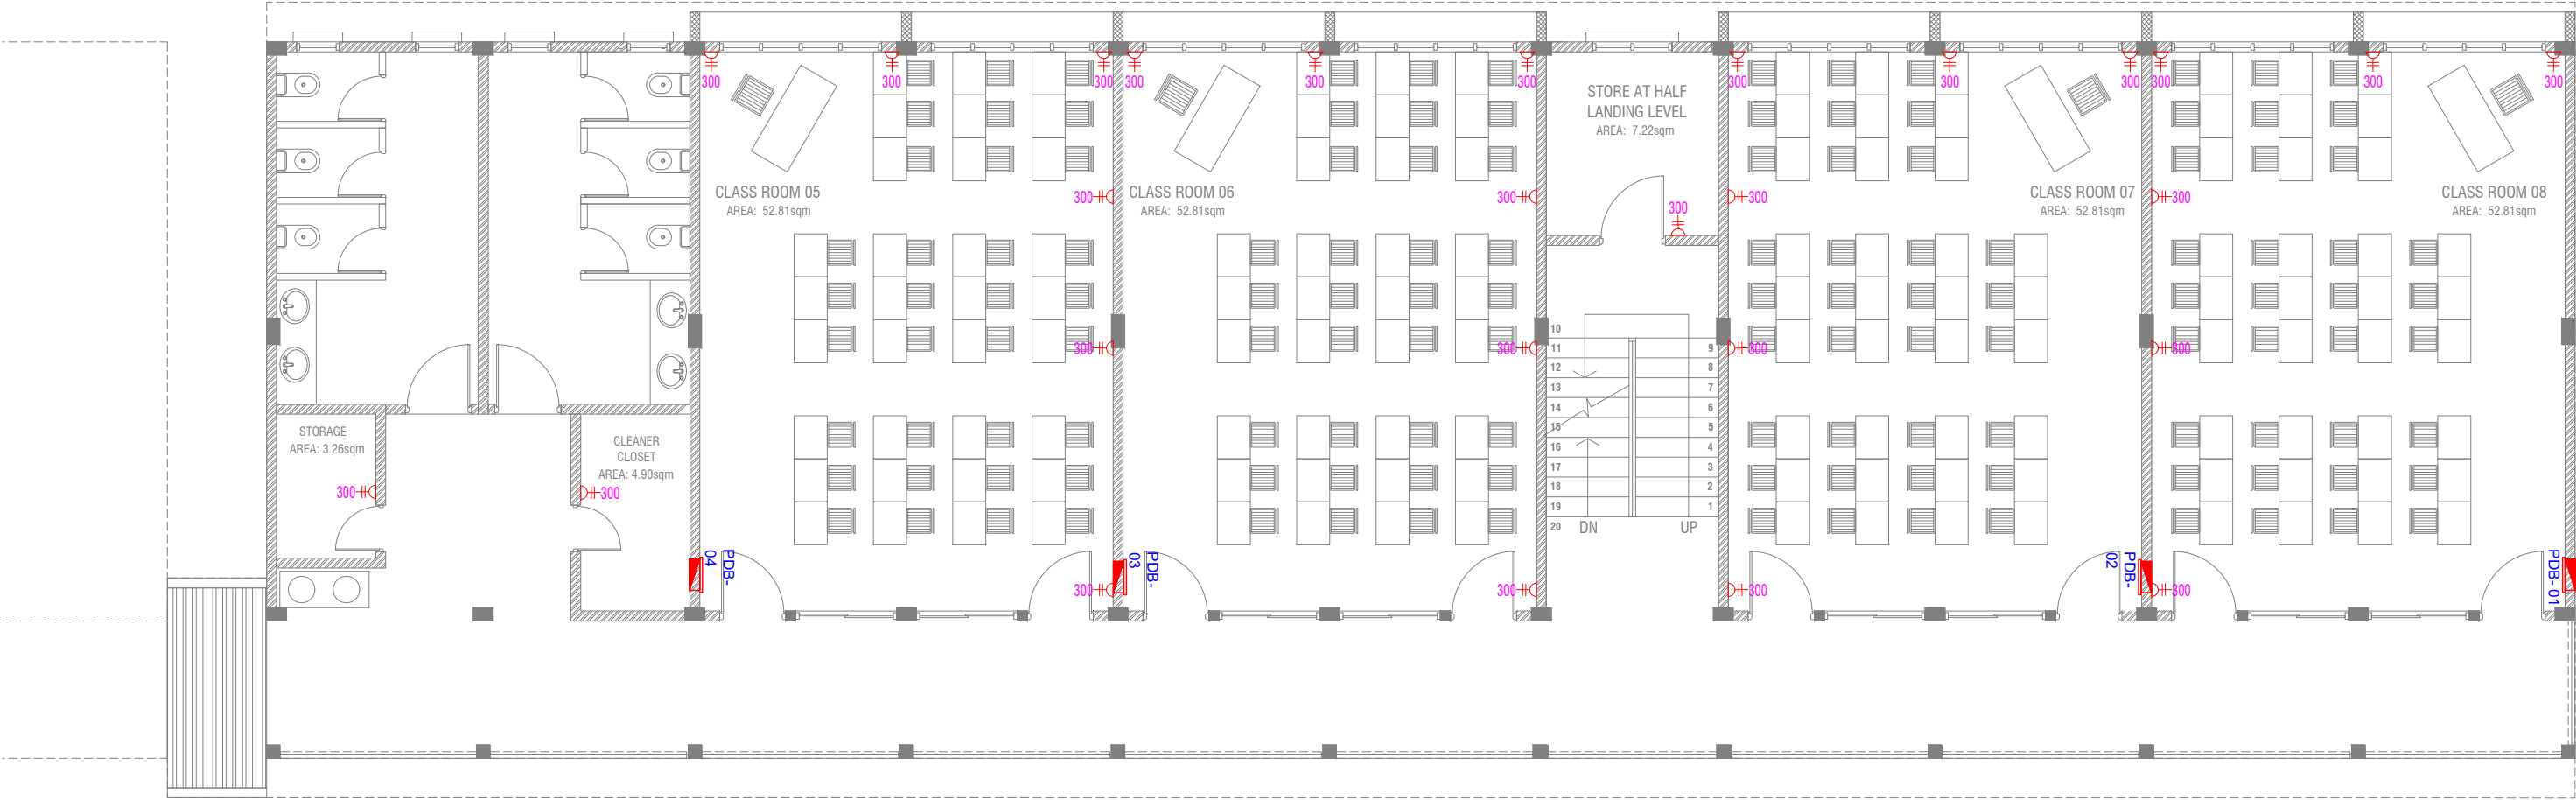 300
300
300
300
300
300
300
300
300
300
300
300
STORE AT HALF
LANDING LEVEL
AREA: 7.22sqm
CLASS ROOM 05
AREA: 52.81sqm
300
CLASS ROOM 06
AREA: 52.81sqm
300
300
300
CLASS ROOM 07
AREA: 52.81sqm
300
CLASS ROOM 08
AREA: 52.81sqm
10
11
12
13
14
15
16
17
18
19
20
9
8
7
6
5
4
3
2
1
DN
UP
300
300
300
300
STORAGE
AREA: 3.26sqm
300
CLEANER
CLOSET
AREA: 4.90sqm
300
PDB-
04
PDB-
03
PDB-
02
PDB- 01
300
300
300
300